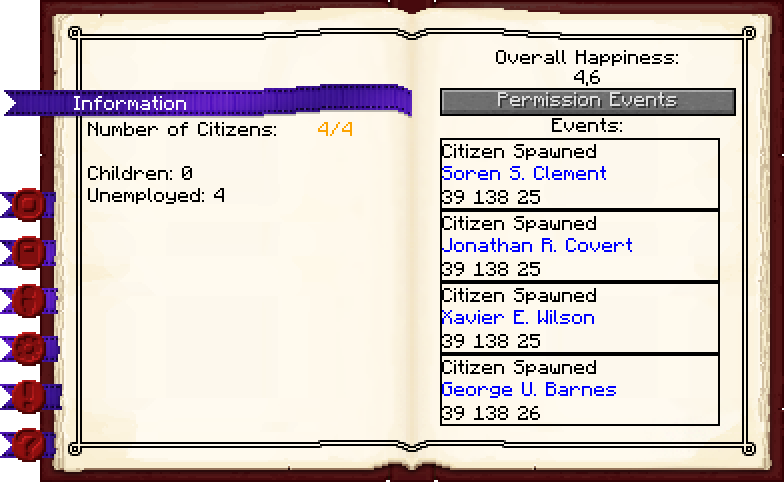 Information
Number of Citizens: 4/4
Children: 0
Unemployed: 4
Overall Happiness:
4,6
Permission Events
Events:
Citizen Spawned
Soren S. Clement
39 138 25
Citizen Spawned
Jonathan R. Covert
39 138 25
Citizen Spawned
Xavier E. Wilson
39 138 25
Citizen Spawned
George U. Barnes
39 138 26